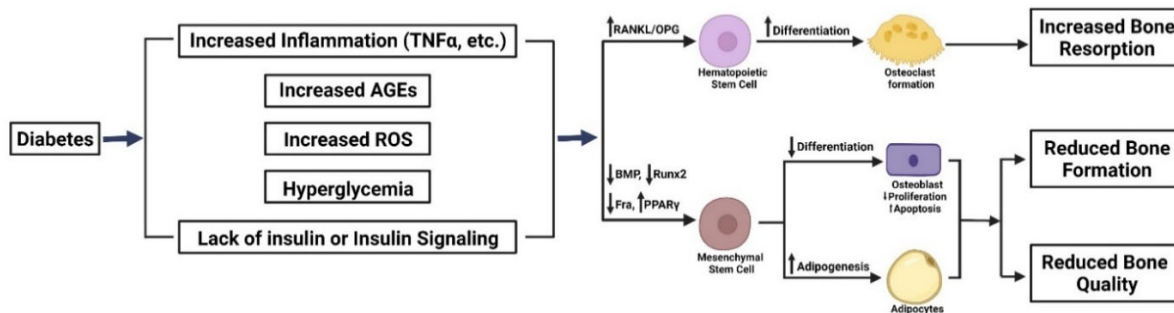 Diabetes
Increased Inflammation (TNFα, etc.)
Increased AGEs
Increased ROS
Hyperglycemia
Lack of insulin or Insulin Signaling
↑RANKL/OPG
Hematopoietic
Stem Cell
↑Differentiation
Osteoclast
formation
Increased Bone
Resorption
↓BMP, ↓Runx2
↓Fra, ↑PPARγ
Mesenchymal
Stem Cell
↓Differentiation
Osteoblast
↓Proliferation
↑Apoptosis
↑Adipogenesis
Adipocytes
Reduced Bone
Formation
Reduced Bone
Quality